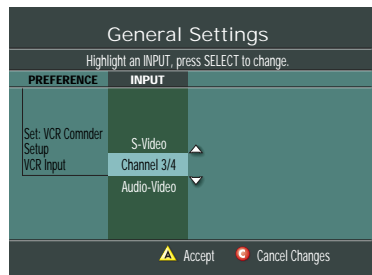 General Settings
Highlight an INPUT, press SELECT to change.
PREFERENCE INPUT
Set: VCR Comnder
Setup
VCR Input
S-Video
Channel 3/4
Audio-Video
A Accept C Cancel Changes